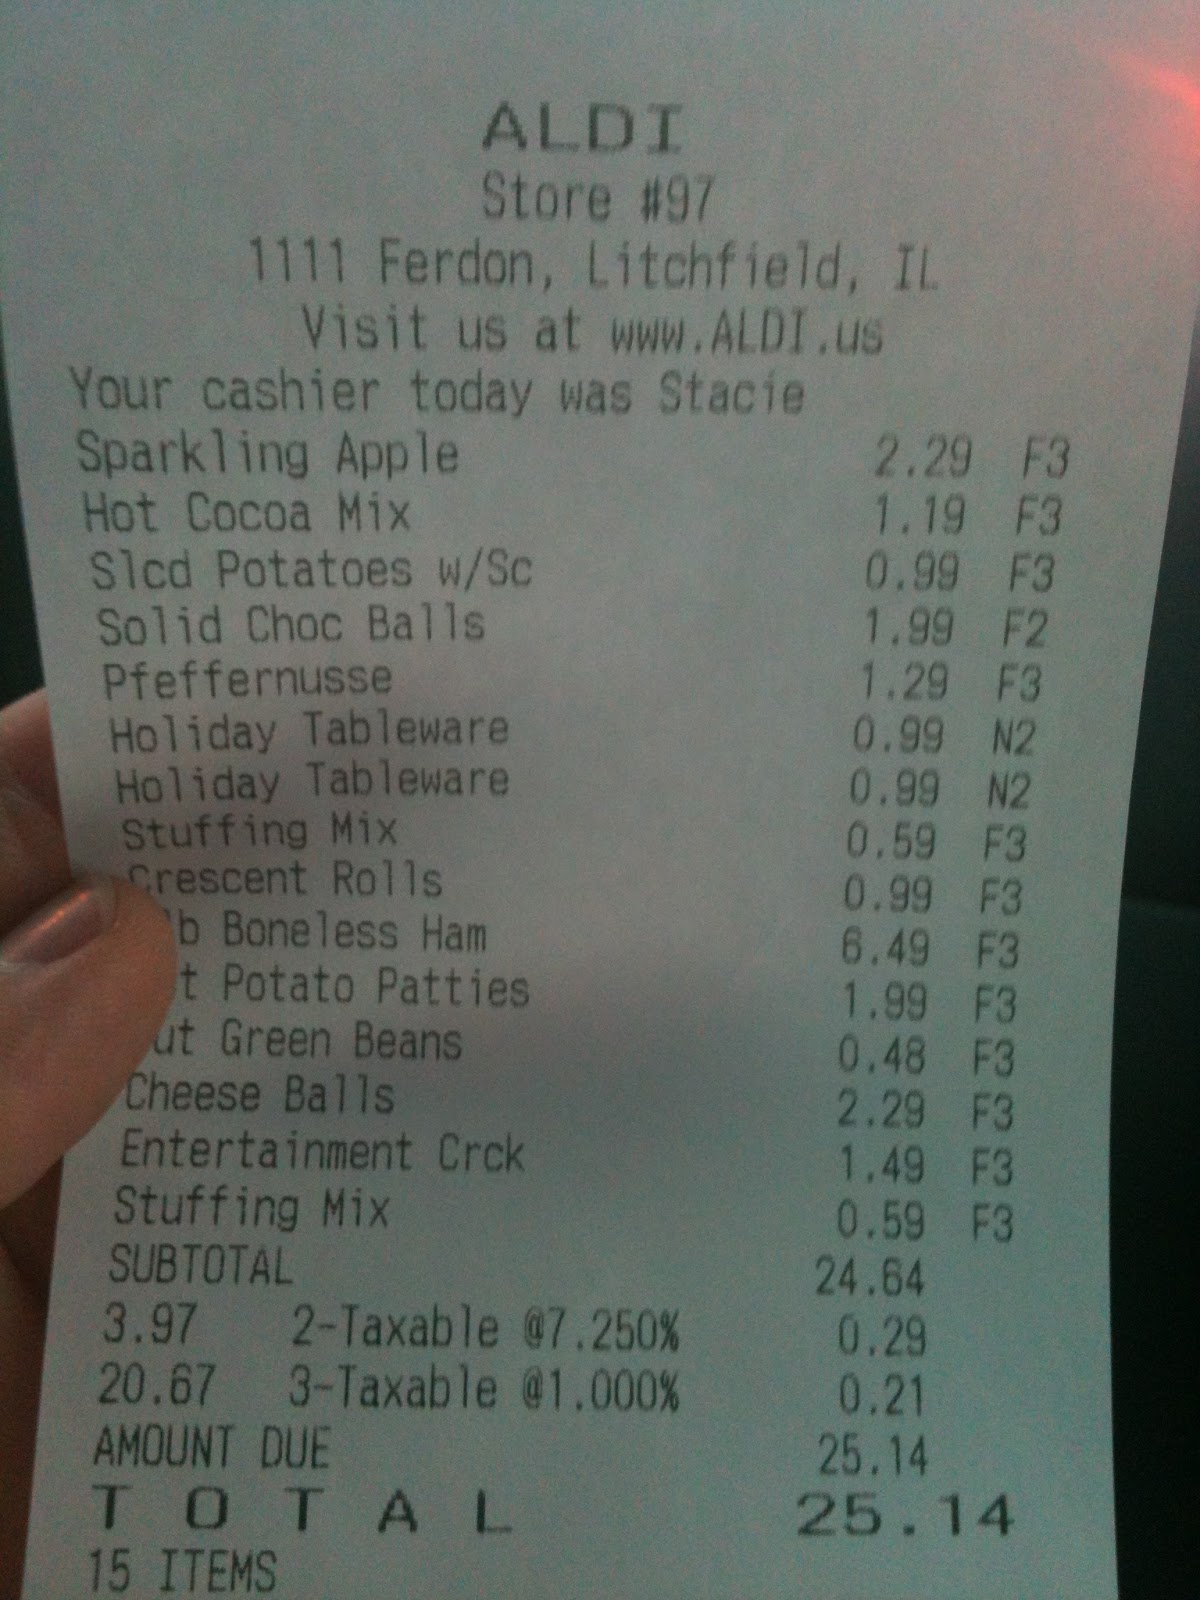 ALDI
Store #97
1111 Ferdon, Litchfield, IL
Visit us at www.ALDI.us
Your cashier today was Stacie
Sparkling Apple 2.29 F3
Hot Cocoa Mix 1.19 F3
Slcd Potatoes w/Sc 0.99 F3
Solid Choc Balls 1.99 F2
Pfeffernusse 1.29 F3
Holiday Tableware 0.99 N2
Holiday Tableware 0.99 N2
Stuffing Mix 0.59 F3
Crescent Rolls 0.99 F3
Boneless Ham 6.49 F3
Potato Patties 1.99 F3
Green Beans 0.48 F3
Cheese Balls 2.29 F3
Entertainment Crck 1.49 F3
Stuffing Mix 0.59 F3
SUBTOTAL 24.64
3.97 2-Taxable @7.250% 0.29
20.67 3-Taxable @1.000% 0.21
AMOUNT DUE 25.14
T O T A L 25.14
15 ITEMS